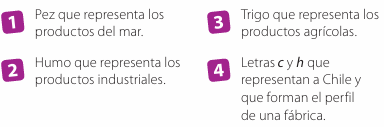 1 Pez que representa los
productos del mar.
2 Humo que representa los
productos industriales.
3 Trigo que representa los
productos agrícolas.
4 Letras c y h que
representan a Chile y
que forman el perfil
de una fábrica.